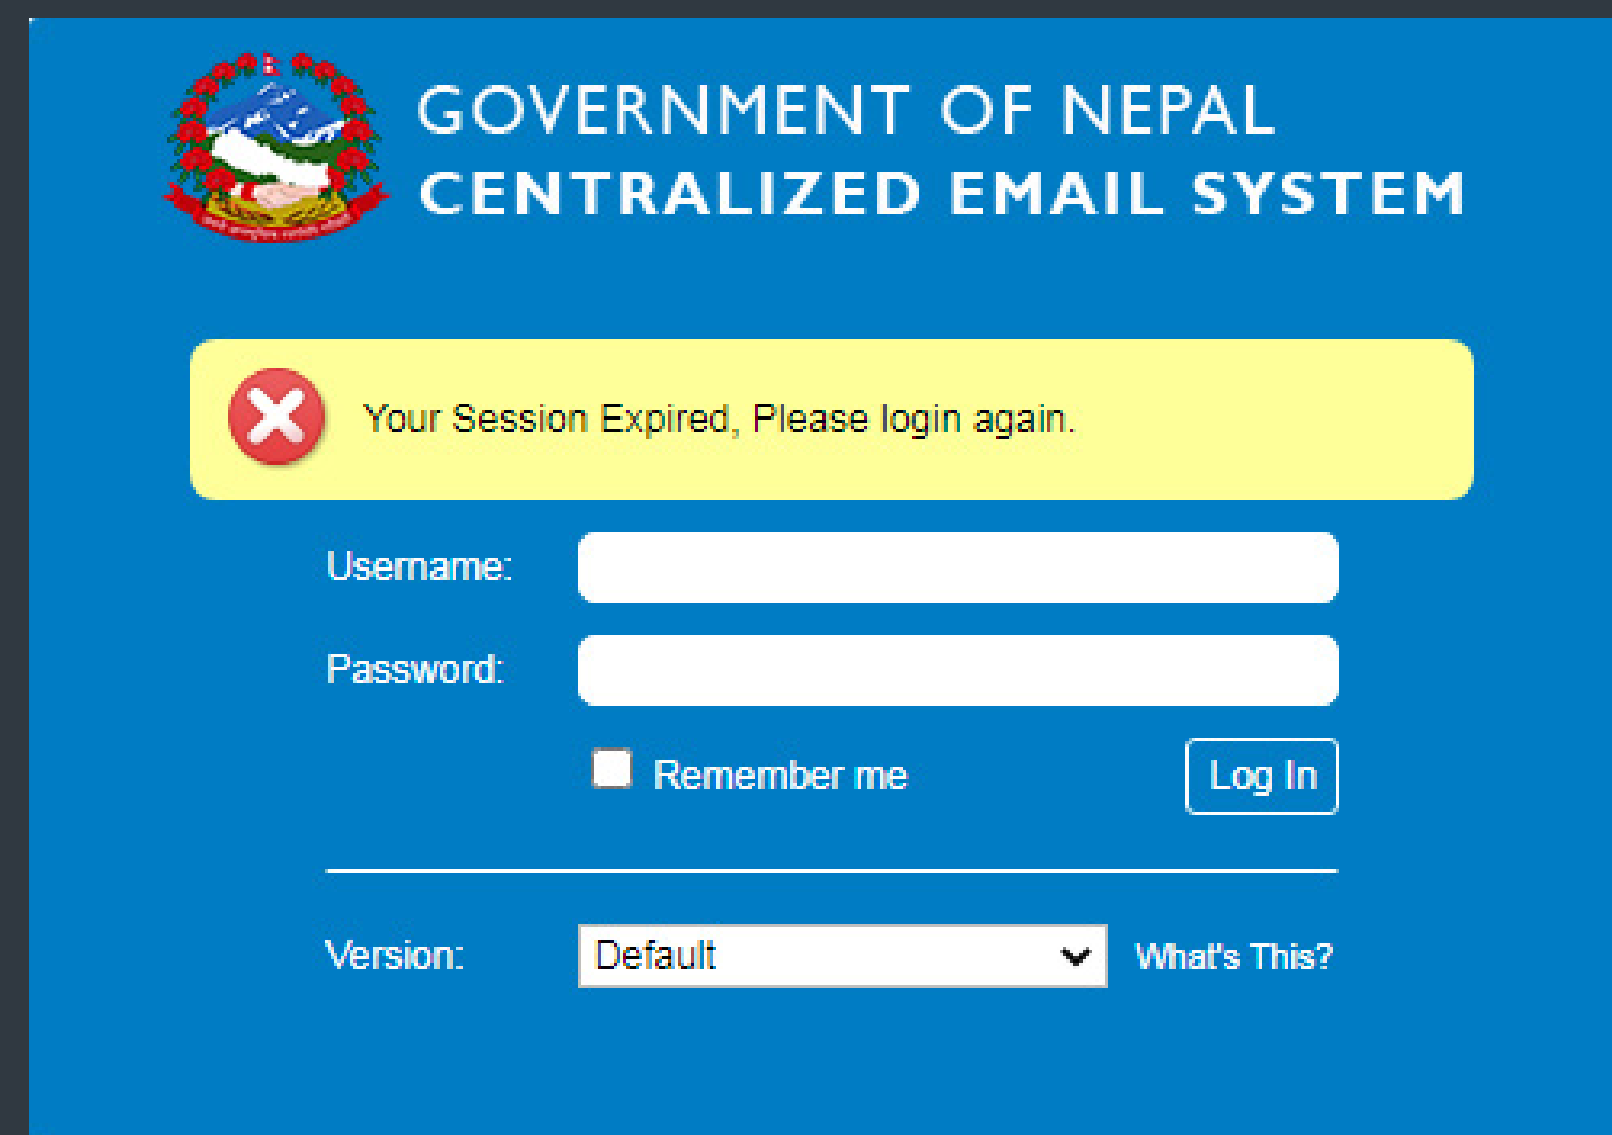 GOVERNMENT OF NEPAL
CENTRALIZED EMAIL SYSTEM
Your Session Expired, Please login again.
Username:
Password:
Remember me
Log In
Version:
Default
What's This?